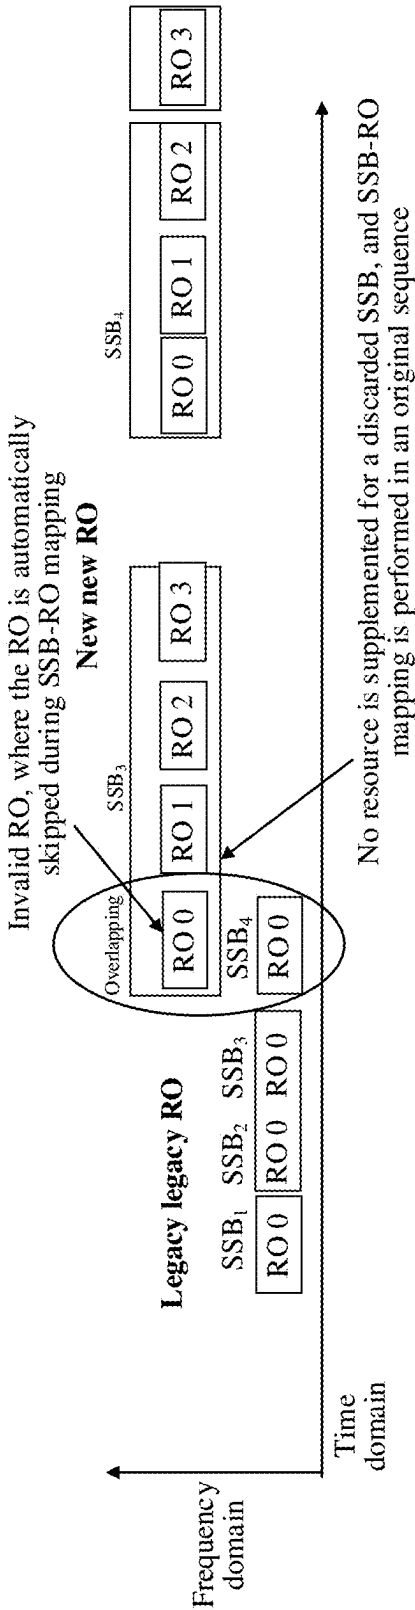 Invalid RO, where the RO is automatically
skipped during SSB-RO mapping
New new RO
Legacy legacy RO
Overlapping
SSB₃
SSB₄
RO 0
RO 1
RO 2
RO 3
RO 0
RO 1
RO 2
RO 3
SSB₁
SSB₂
SSB₃
SSB₄
RO 0
RO 0
RO 0
RO 0
Frequency
domain
Time
domain
No resource is supplemented for a discarded SSB, and SSB-RO
mapping is performed in an original sequence